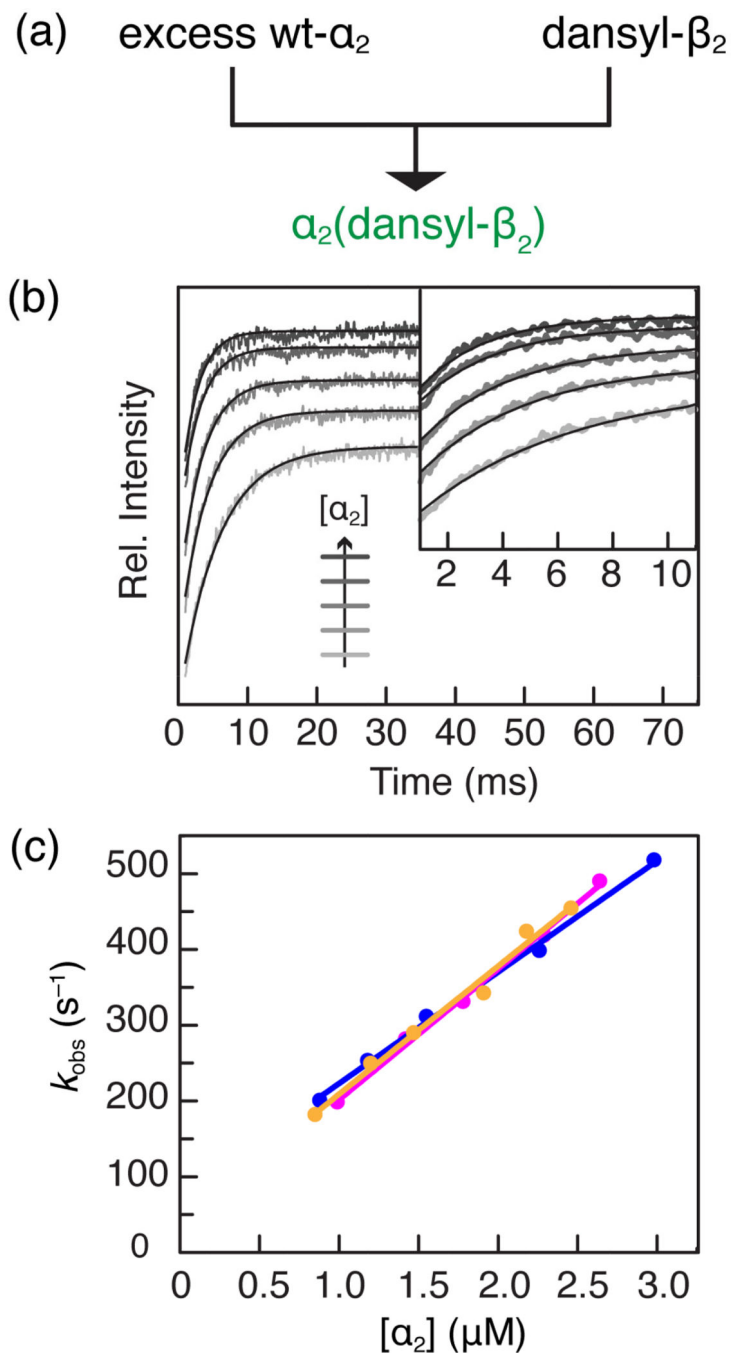 (a) excess wt-α₂ dansyl-β₂
α₂(dansyl-β₂)
(b)
Rel. Intensity
[α₂]
2 4 6 8 10
0 10 20 30 40 50 60 70
Time (ms)
(c)
500
400
300
200
100
0
k_obs (s⁻¹)
0 0.5 1.0 1.5 2.0 2.5 3.0
[α₂] (μM)